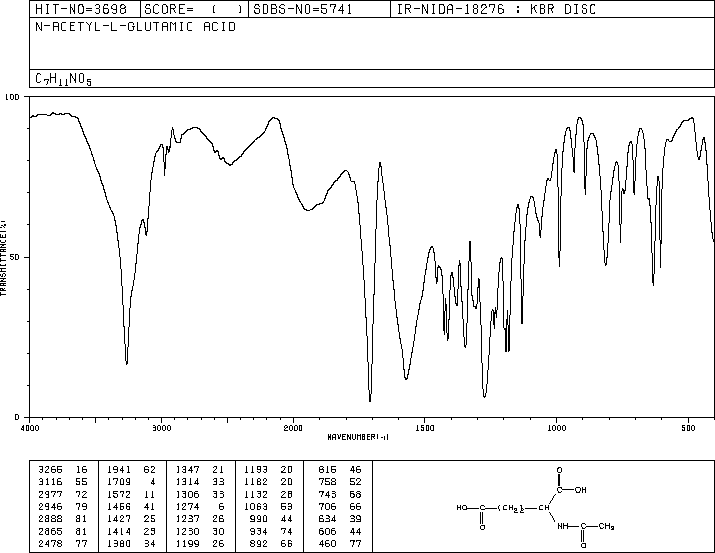 HIT-NO=3698 SCORE= ( ) SDBS-NO=5741 IR-NIDA-18276 : KBR DISC
N-ACETYL-L-GLUTAMIC ACID
C7H11NO5
100
TRANSMITTANCE(%)
50
0
4000 3000 2000 1500 1000 500
WAVENUMBER(-1)
3265 16 1941 62 1347 21 1193 20 815 46
3116 55 1709 4 1314 33 1182 20 758 52
2977 72 1572 11 1306 33 1132 28 743 68
2946 79 1456 41 1274 6 1063 53 706 66
2888 81 1427 25 1237 26 990 44 634 39
2865 81 1414 23 1230 30 934 74 606 44
2478 77 1380 34 1199 26 892 66 460 77
O
C-OH
HO-C-(CH2)2-CH
O
NH-C-CH3
O